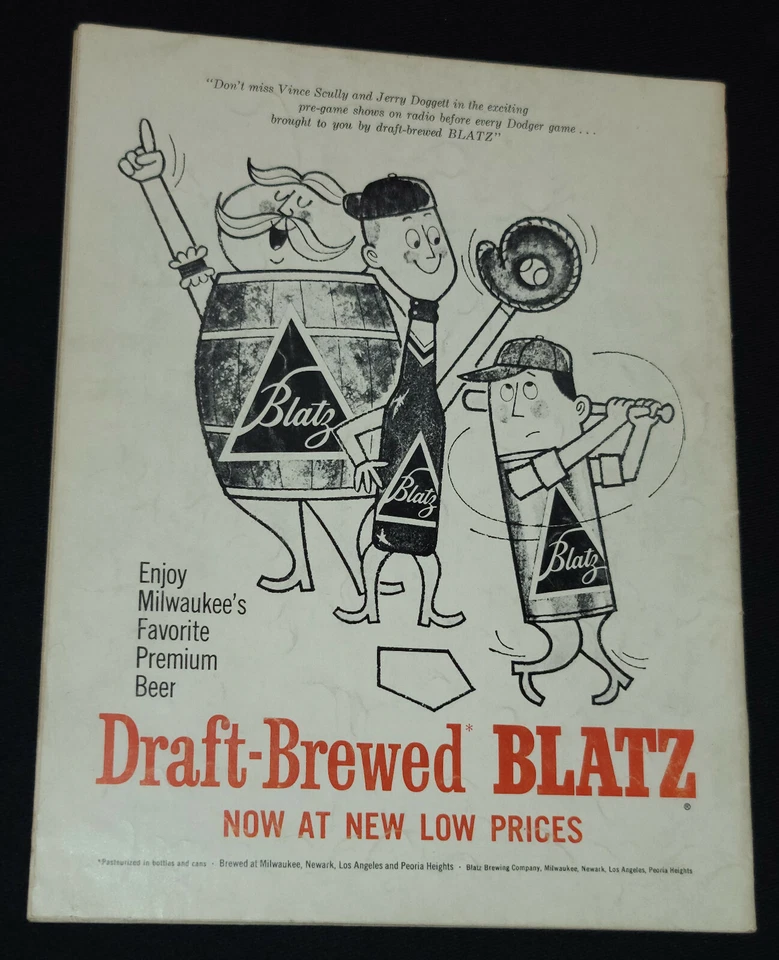 "Don't miss Vince Scully and Jerry Doggett in the exciting
pre-game shows on radio before every Dodger game . . .
brought to you by draft-brewed BLATZ"
Blatz
Blatz
Blatz
Enjoy
Milwaukee's
Favorite
Premium
Beer
Draft-Brewed* BLATZ®
NOW AT NEW LOW PRICES
*Pasteurized in bottles and cans · Brewed at Milwaukee, Newark, Los Angeles and Peoria Heights · Blatz Brewing Company, Milwaukee, Newark, Los Angeles, Peoria Heights